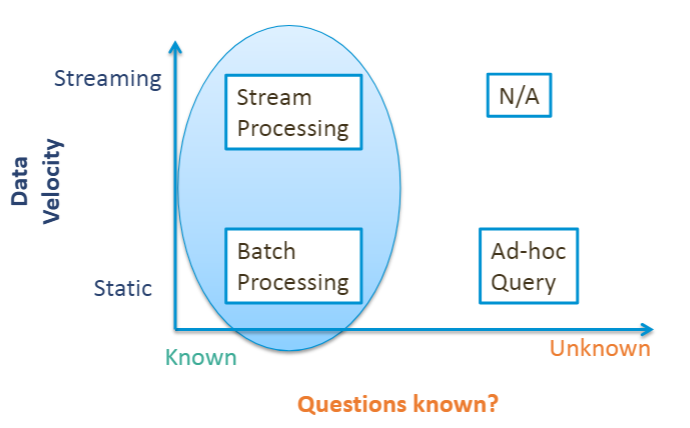 Streaming
Stream
Processing
N/A
Data
Velocity
Batch
Processing
Ad-hoc
Query
Static
Known
Unknown
Questions known?